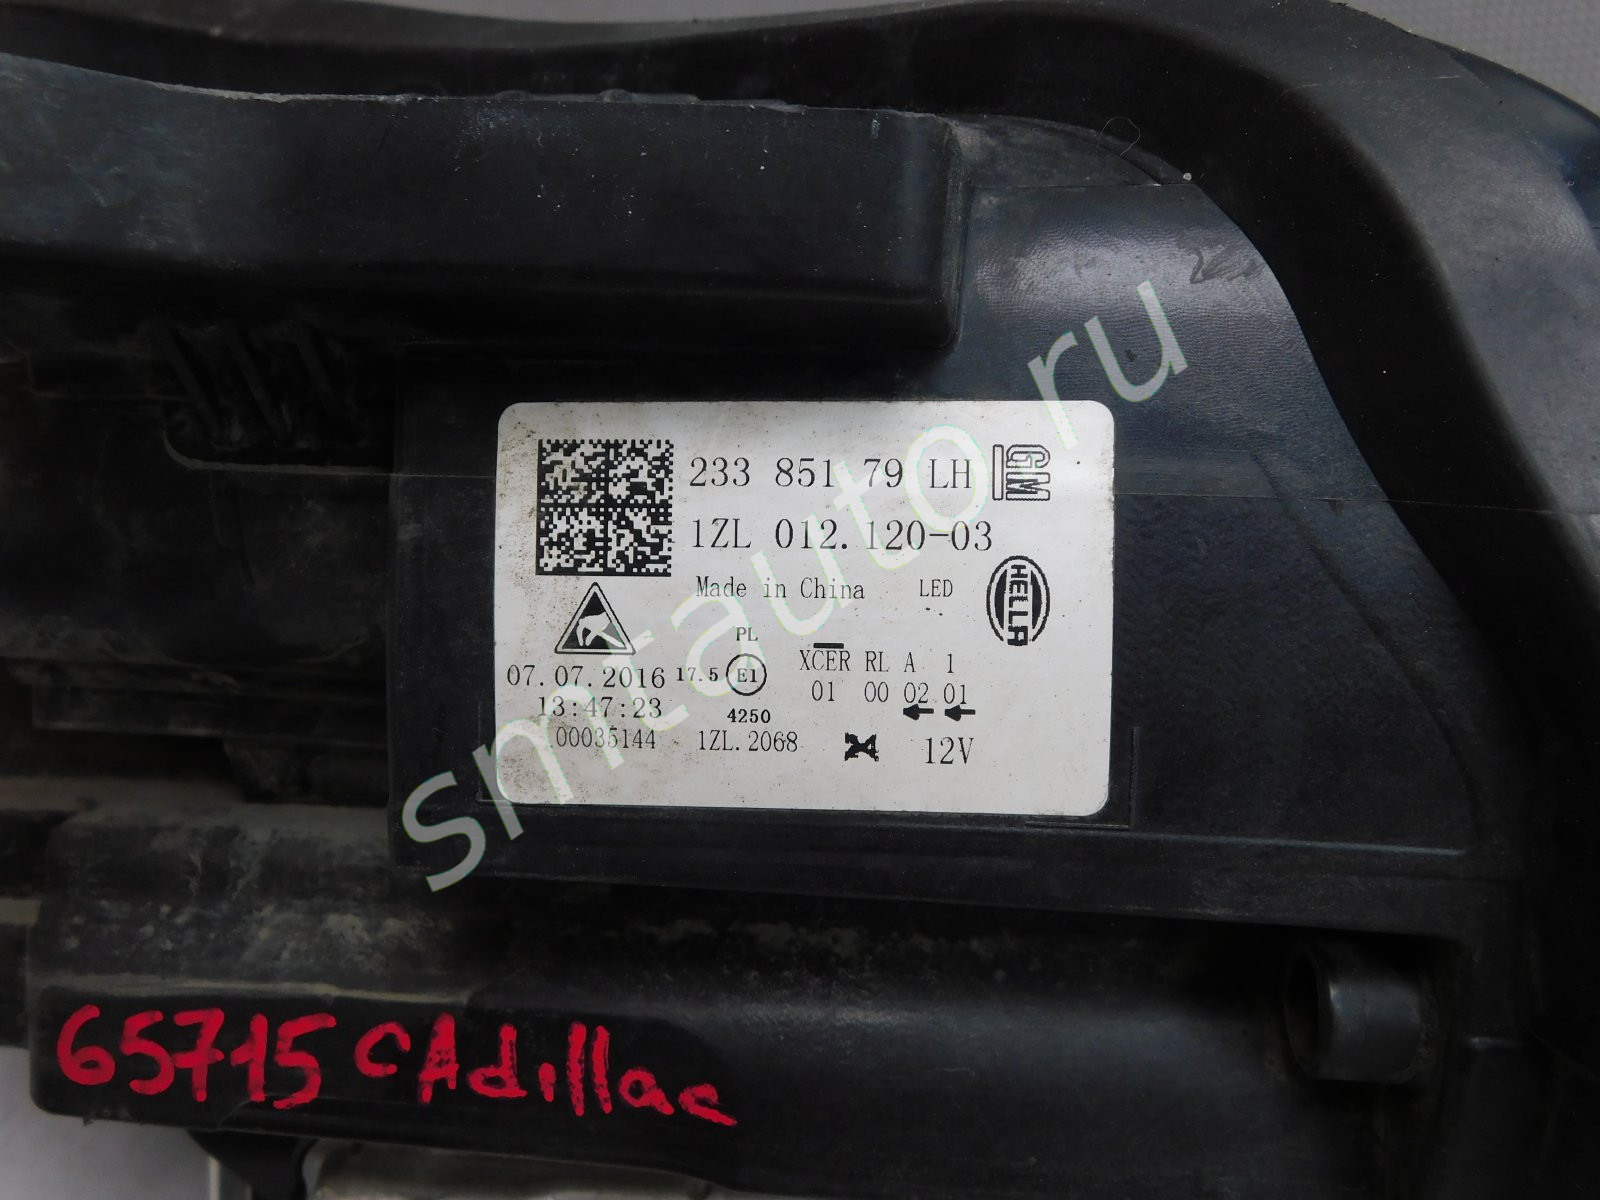 233 851 79 LH GM
1ZL 012.120-03
Made in China LED
HELLA
PL
07.07.2016 17.5 E1 XCER RL A 1
01 00 02 01
13:47:23
4250
00035144 1ZL.2068 12V
smtauto.ru
65715 CAdillac